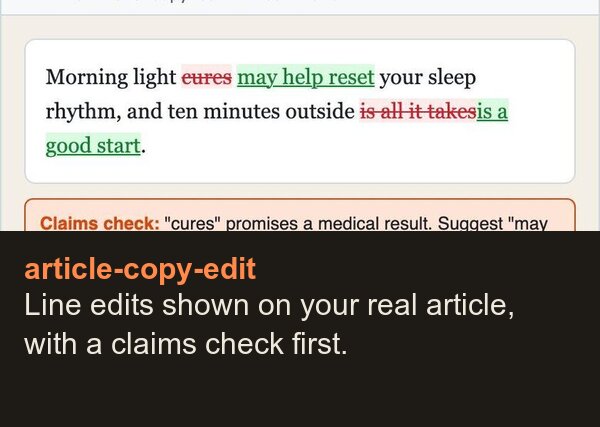 Morning light cures may help reset your sleep
rhythm, and ten minutes outside is all it takesis a
good start.
Claims check: "cures" promises a medical result. Suggest "may
article-copy-edit
Line edits shown on your real article,
with a claims check first.